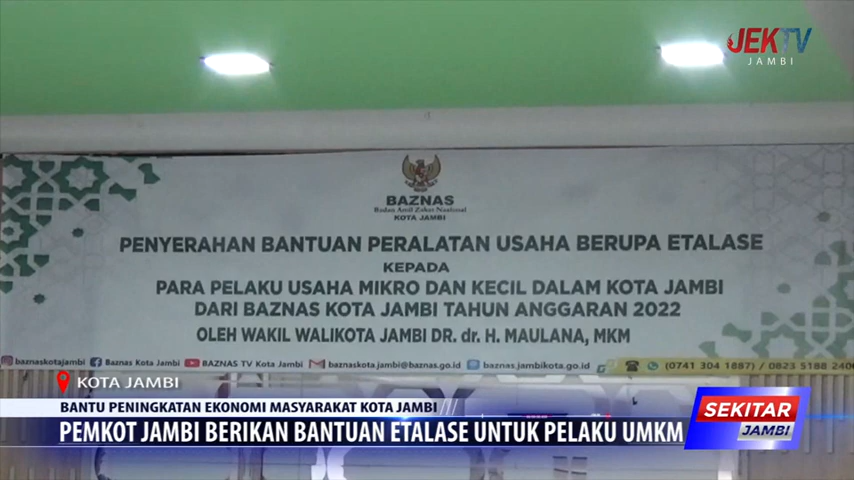 JEKTV
JAMBI
BAZNAS
Badan Amil Zakat Nasional
KOTA JAMBI
PENYERAHAN BANTUAN PERALATAN USAHA BERUPA ETALASE
KEPADA
PARA PELAKU USAHA MIKRO DAN KECIL DALAM KOTA JAMBI
DARI BAZNAS KOTA JAMBI TAHUN ANGGARAN 2022
OLEH WAKIL WALIKOTA JAMBI DR. dr. H. MAULANA, MKM
baznaskotajambi Baznas Kota Jambi BAZNAS TV Kota Jambi baznaskota.jambi@baznas.go.id baznas.jambikota.go.id (0741 304 1887) / 0823 5188
KOTA JAMBI
BANTU PENINGKATAN EKONOMI MASYARAKAT KOTA JAMBI
PEMKOT JAMBI BERIKAN BANTUAN ETALASE UNTUK PELAKU UMKM
SEKITAR
JAMBI